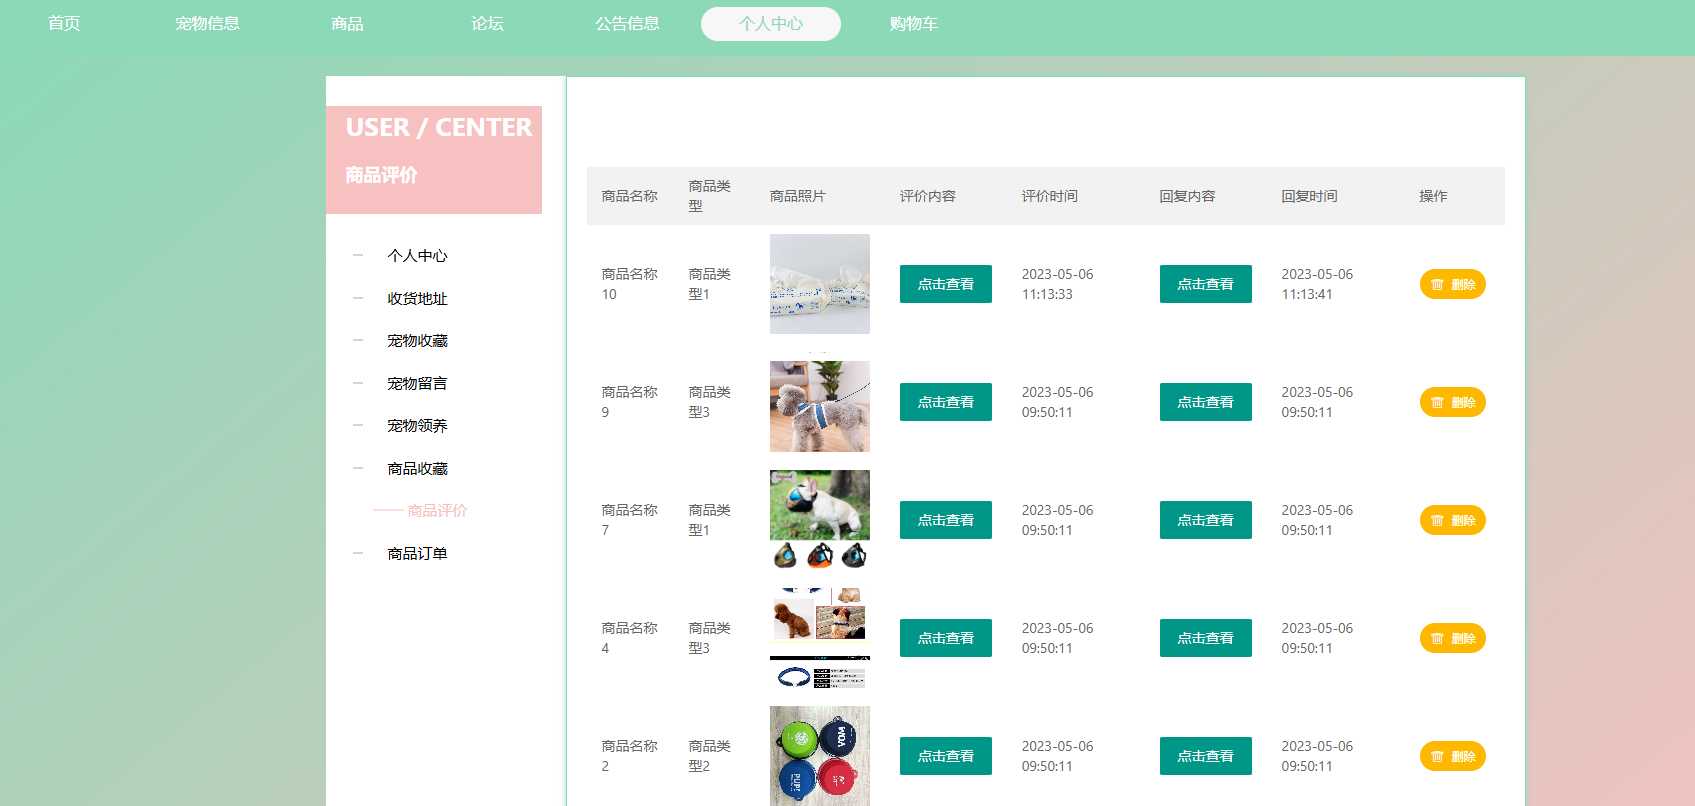 首页 宠物信息 商品 论坛 公告信息 个人中心 购物车
USER / CENTER
商品评价
个人中心
收货地址
宠物收藏
宠物留言
宠物领养
商品收藏
商品评价
商品订单
商品名称 商品类型 商品照片 评价内容 评价时间 回复内容 回复时间 操作
商品名称10 商品类型1 点击查看 2023-05-06 11:13:33 点击查看 2023-05-06 11:13:41 删除
商品名称9 商品类型3 点击查看 2023-05-06 09:50:11 点击查看 2023-05-06 09:50:11 删除
商品名称7 商品类型1 点击查看 2023-05-06 09:50:11 点击查看 2023-05-06 09:50:11 删除
商品名称4 商品类型3 点击查看 2023-05-06 09:50:11 点击查看 2023-05-06 09:50:11 删除
商品名称2 商品类型2 点击查看 2023-05-06 09:50:11 点击查看 2023-05-06 09:50:11 删除